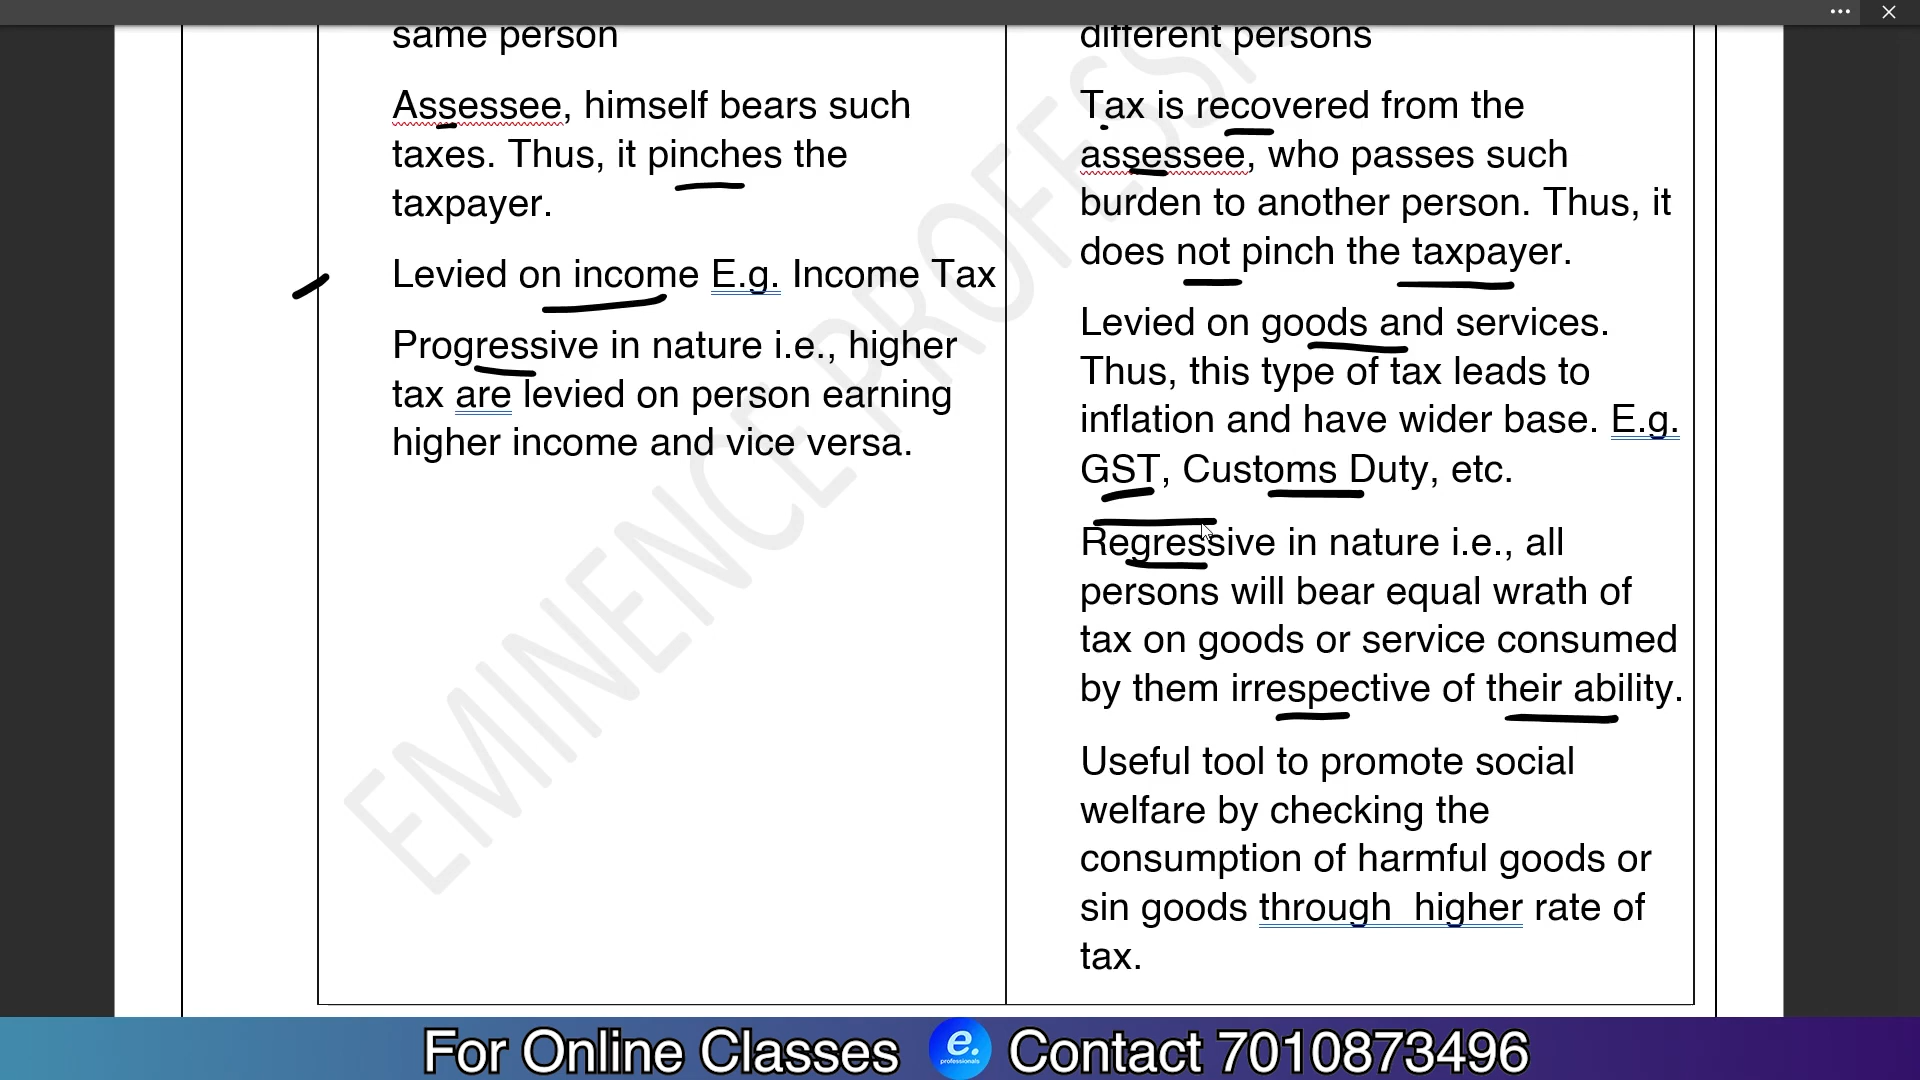 same person
Assessee, himself bears such
taxes. Thus, it pinches the
taxpayer.
Levied on income E.g. Income Tax
Progressive in nature i.e., higher
tax are levied on person earning
higher income and vice versa.
different persons
Tax is recovered from the
assessee, who passes such
burden to another person. Thus, it
does not pinch the taxpayer.
Levied on goods and services.
Thus, this type of tax leads to
inflation and have wider base. E.g.
GST, Customs Duty, etc.
Regressive in nature i.e., all
persons will bear equal wrath of
tax on goods or service consumed
by them irrespective of their ability.
Useful tool to promote social
welfare by checking the
consumption of harmful goods or
sin goods through  higher rate of
tax.
EMINENCE PROFESS
For Online Classes e. professionals Contact 7010873496